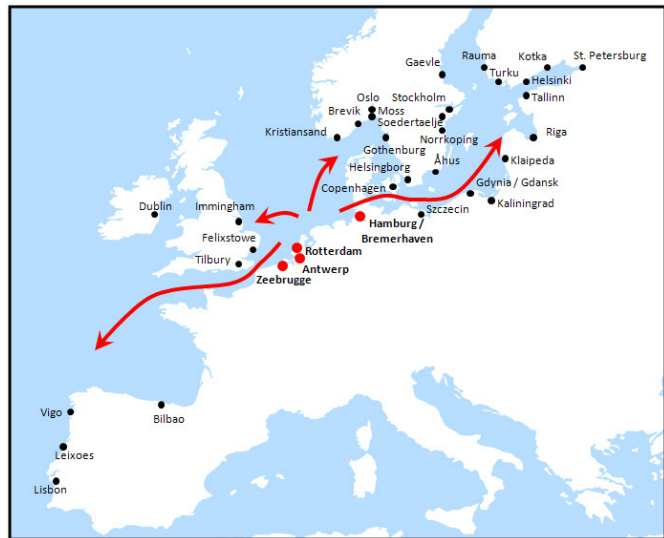 Gaevle
Rauma
Kotka
St. Petersburg
Turku
Helsinki
Oslo
Stockholm
Tallinn
Brevik
Moss
Soedertaelje
Kristiansand
Norrkoping
Riga
Gothenburg
Helsingborg
Åhus
Klaipeda
Copenhagen
Gdynia / Gdansk
Dublin
Immingham
Szczecin
Kaliningrad
Hamburg /
Bremerhaven
Felixstowe
Rotterdam
Tilbury
Antwerp
Zeebrugge
Vigo
Bilbao
Leixoes
Lisbon